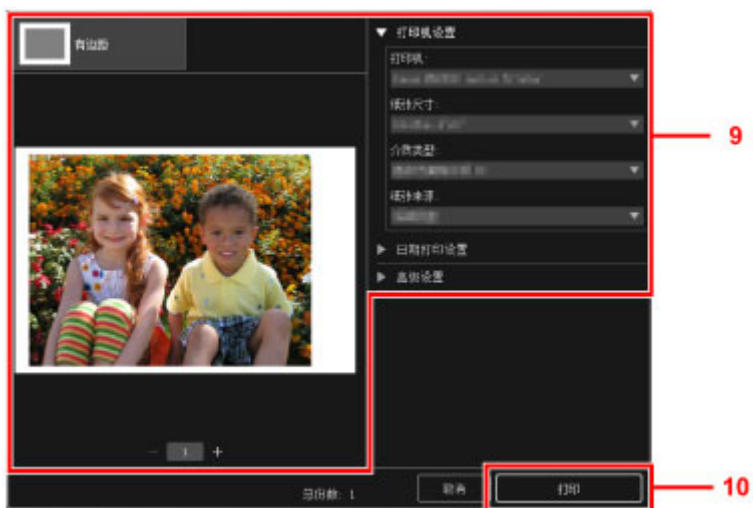 有边距
▼ 打印机设置
打印机:
纸张尺寸:
介质类型:
纸张来源:
▶ 日期打印设置
▶ 高级设置
9
− 1 +
总份数: 1
取消
打印
10